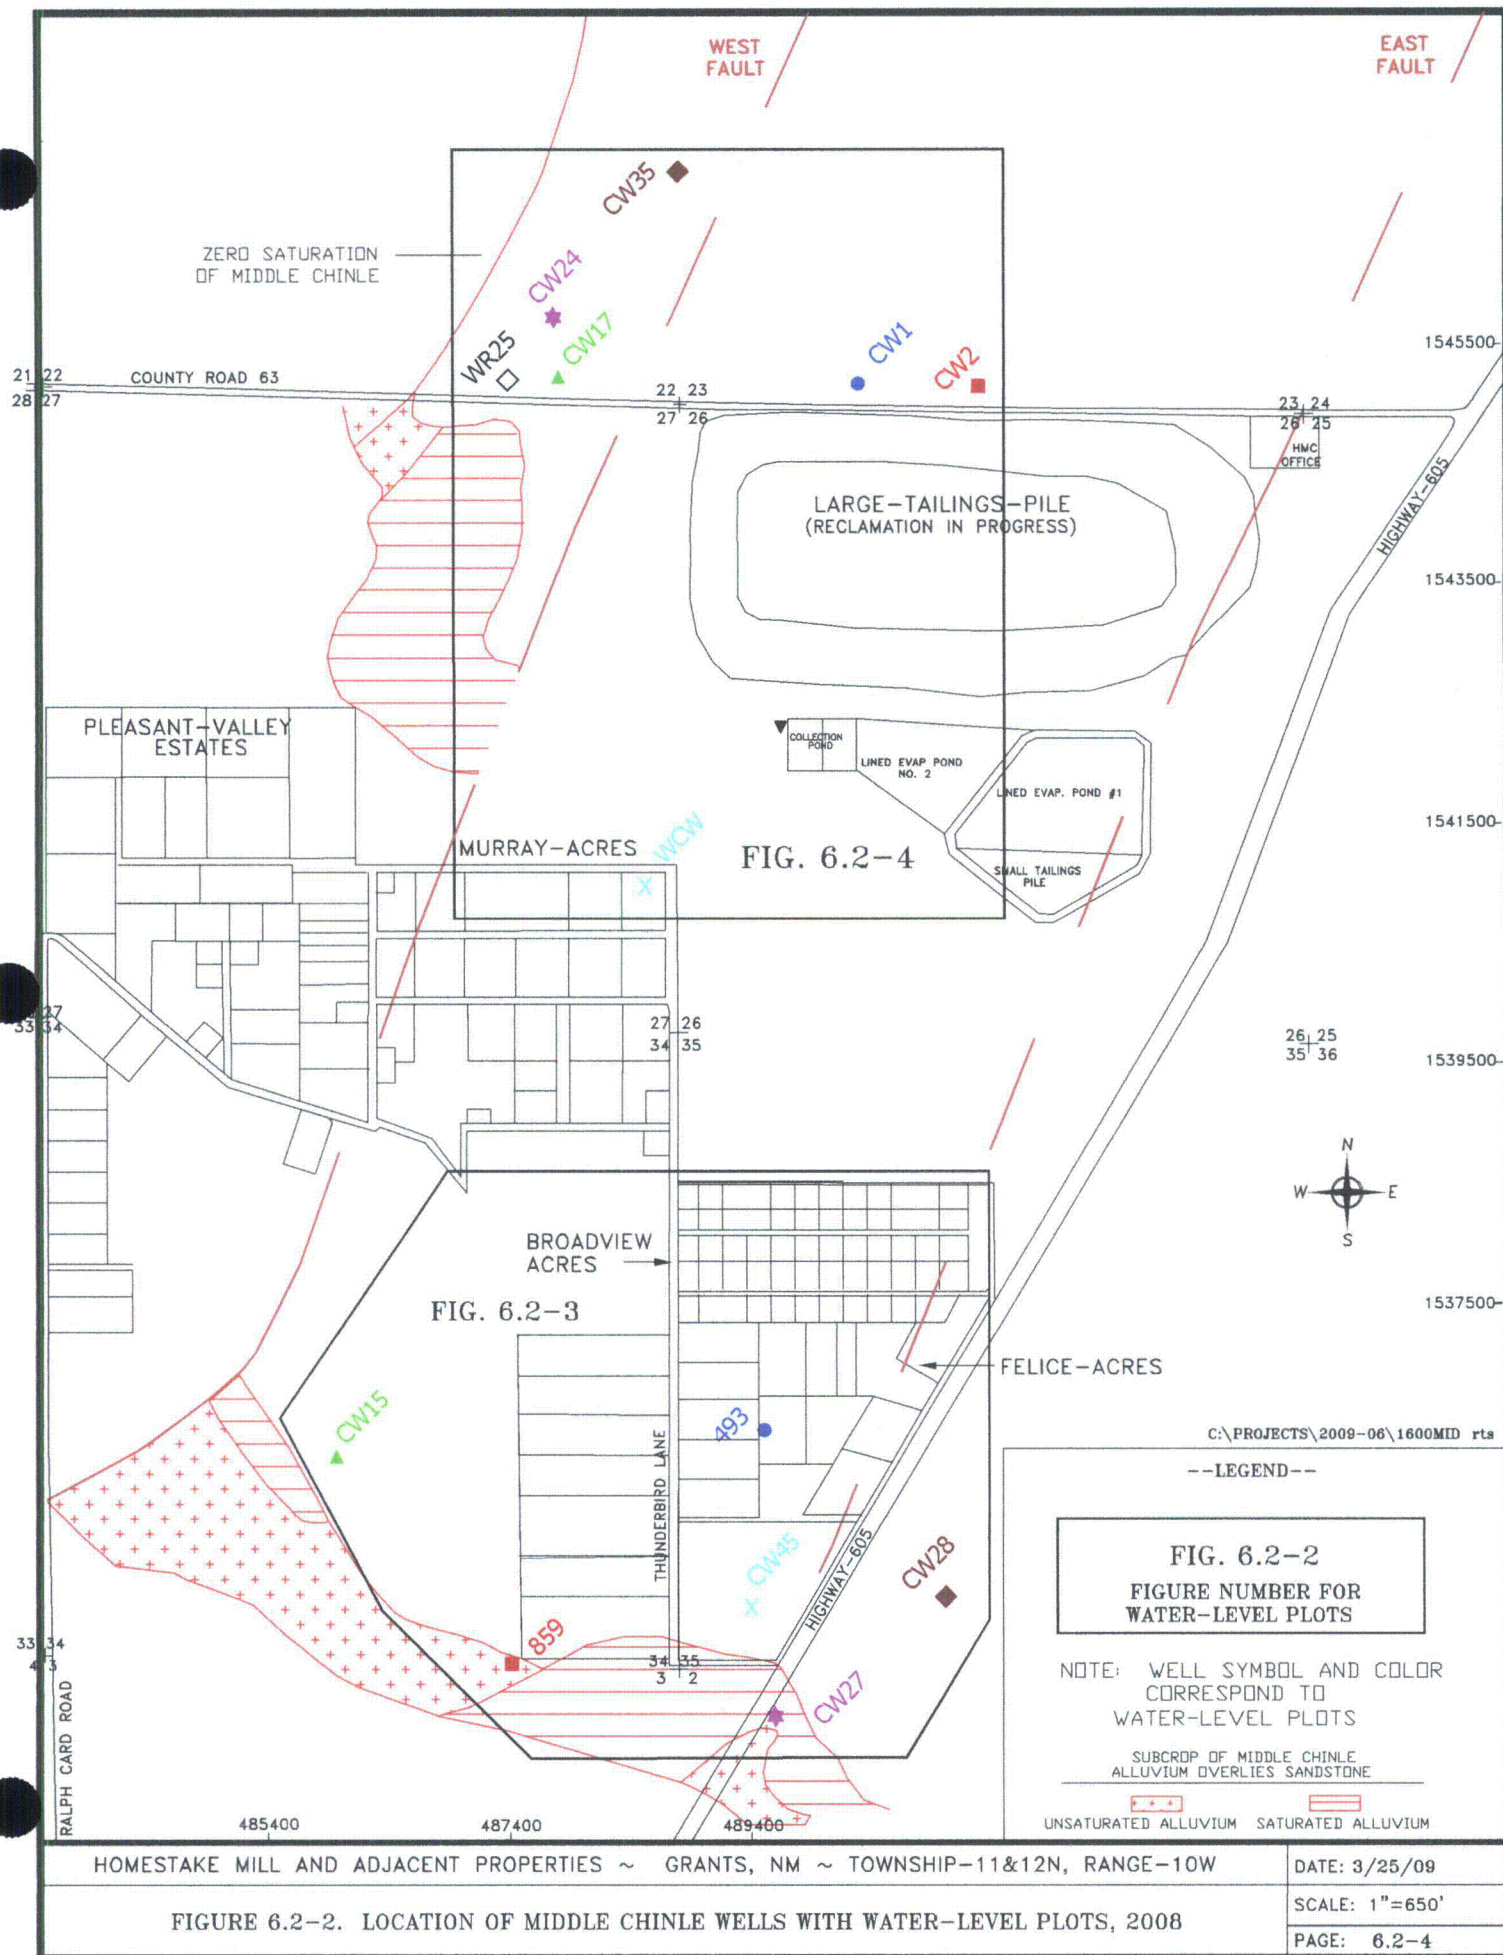 WEST
FAULT
EAST
FAULT
CW35
ZERO SATURATION
OF MIDDLE CHINLE
CW24
CW17
WR25
CW1
CW2
1545500
21 22
28 27
COUNTY ROAD 63
22 23
27 26
23 24
26 25
HMC
OFFICE
HIGHWAY-605
LARGE-TAILINGS-PILE
(RECLAMATION IN PROGRESS)
1543500
PLEASANT-VALLEY
ESTATES
COLLECTION
POND
LINED EVAP POND
NO. 2
LINED EVAP. POND #1
1541500
WCW
X
MURRAY-ACRES
FIG. 6.2-4
SMALL TAILINGS
PILE
27
33 34
27 26
34 35
26 25
35 36
1539500
N
W E
S
BROADVIEW
ACRES
FIG. 6.2-3
1537500
FELICE-ACRES
CW15
493
THUNDERBIRD LANE
CW45
X
HIGHWAY-605
CW28
859
33 34
4 3
34 35
3 2
CW27
RALPH CARD ROAD
485400
487400
489400
C:\PROJECTS\2009-06\1600MID rts
--LEGEND--
FIG. 6.2-2
FIGURE NUMBER FOR
WATER-LEVEL PLOTS
NOTE: WELL SYMBOL AND COLOR
CORRESPOND TO
WATER-LEVEL PLOTS
SUBCROP OF MIDDLE CHINLE
ALLUVIUM OVERLIES SANDSTONE
UNSATURATED ALLUVIUM SATURATED ALLUVIUM
HOMESTAKE MILL AND ADJACENT PROPERTIES ~ GRANTS, NM ~ TOWNSHIP-11&12N, RANGE-10W
DATE: 3/25/09
FIGURE 6.2-2. LOCATION OF MIDDLE CHINLE WELLS WITH WATER-LEVEL PLOTS, 2008
SCALE: 1"=650'
PAGE: 6.2-4